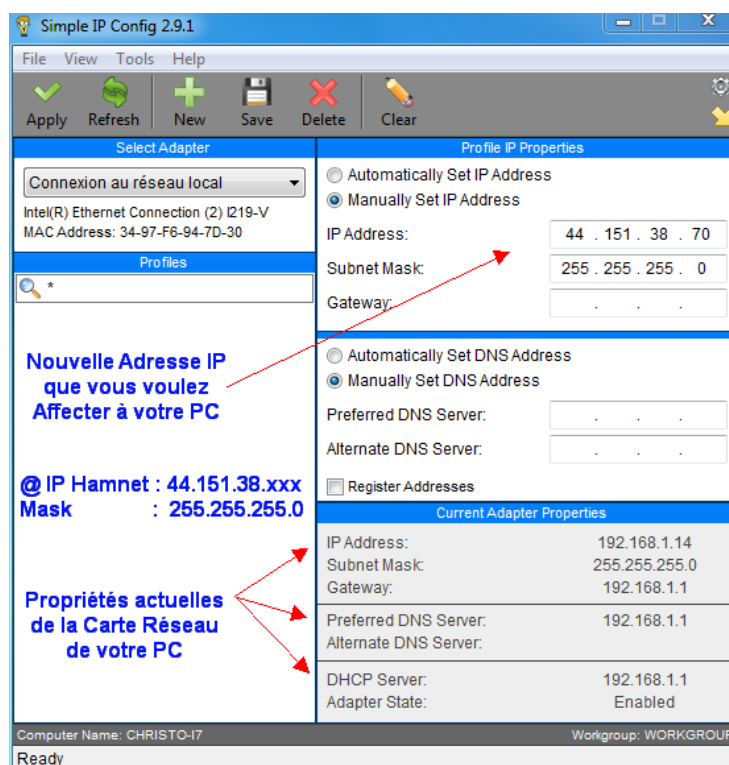 Simple IP Config 2.9.1
File View Tools Help
Apply Refresh New Save Delete Clear
Select Adapter
Connexion au réseau local
Intel(R) Ethernet Connection (2) I219-V
MAC Address: 34-97-F6-94-7D-30
Profiles
*
Nouvelle Adresse IP
que vous voulez
Affecter à votre PC
@ IP Hamnet : 44.151.38.xxx
Mask : 255.255.255.0
Propriétés actuelles
de la Carte Réseau
de votre PC
Profile IP Properties
Automatically Set IP Address
Manually Set IP Address
IP Address: 44 . 151 . 38 . 70
Subnet Mask: 255 . 255 . 255 . 0
Gateway: . . .
Automatically Set DNS Address
Manually Set DNS Address
Preferred DNS Server: . . .
Alternate DNS Server: . . .
Register Addresses
Current Adapter Properties
IP Address: 192.168.1.14
Subnet Mask: 255.255.255.0
Gateway: 192.168.1.1
Preferred DNS Server: 192.168.1.1
Alternate DNS Server:
DHCP Server: 192.168.1.1
Adapter State: Enabled
Computer Name: CHRISTO-I7
Workgroup: WORKGROUP
Ready